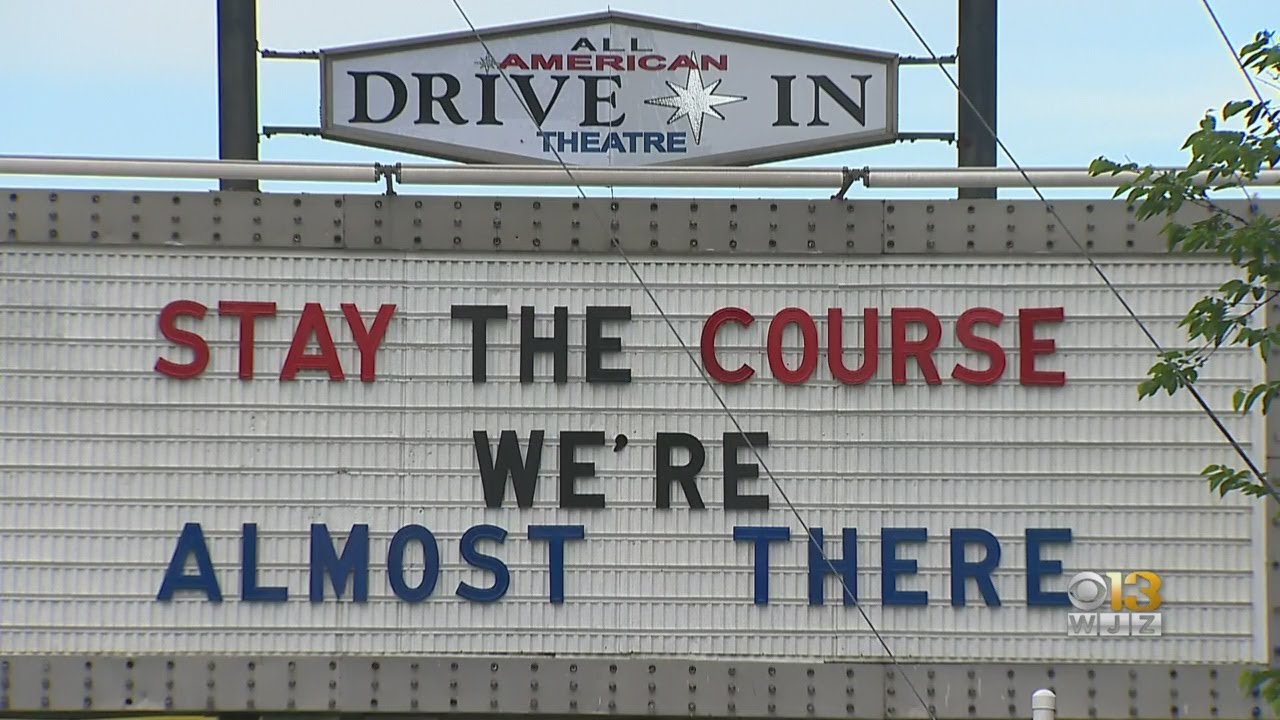 ALL
AMERICAN
DRIVE IN
THEATRE
STAY THE COURSE
WE'RE
ALMOST THERE
13
WJZ